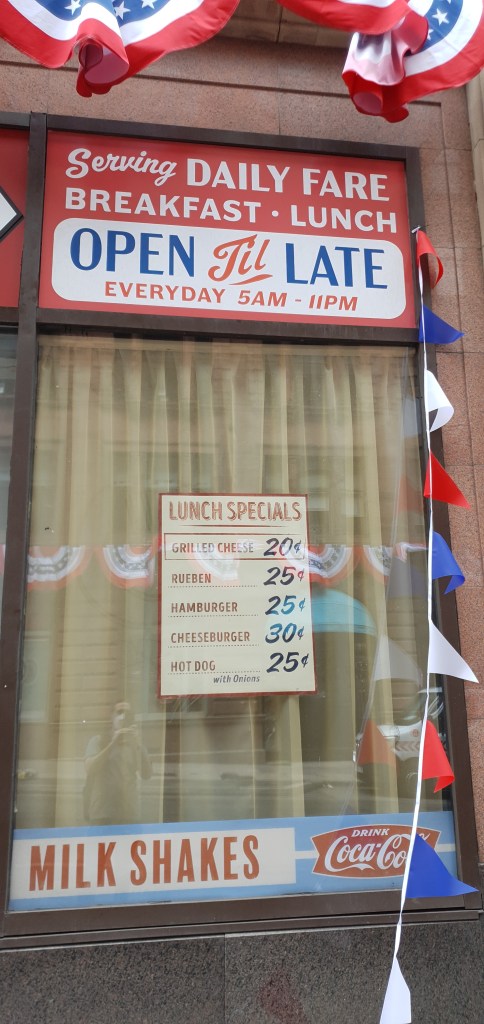 Serving DAILY FARE
BREAKFAST · LUNCH
OPEN Til LATE
EVERYDAY 5AM - 11PM
LUNCH SPECIALS
GRILLED CHEESE 20¢
RUEBEN 25¢
HAMBURGER 25¢
CHEESEBURGER 30¢
HOT DOG 25¢
with Onions
MILK SHAKES
DRINK
Coca-Co